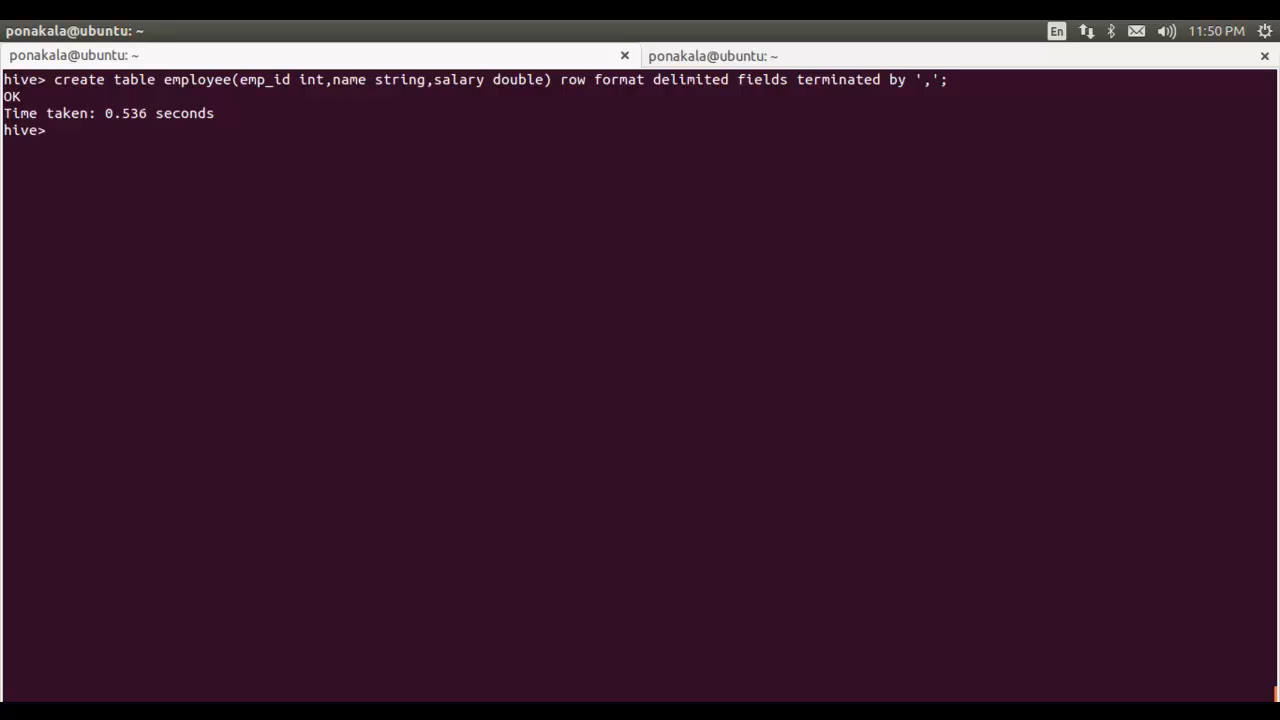 ponakala@ubuntu: ~
En
11:50 PM
ponakala@ubuntu: ~
ponakala@ubuntu: ~
hive> create table employee(emp_id int,name string,salary double) row format delimited fields terminated by ',';
OK
Time taken: 0.536 seconds
hive>